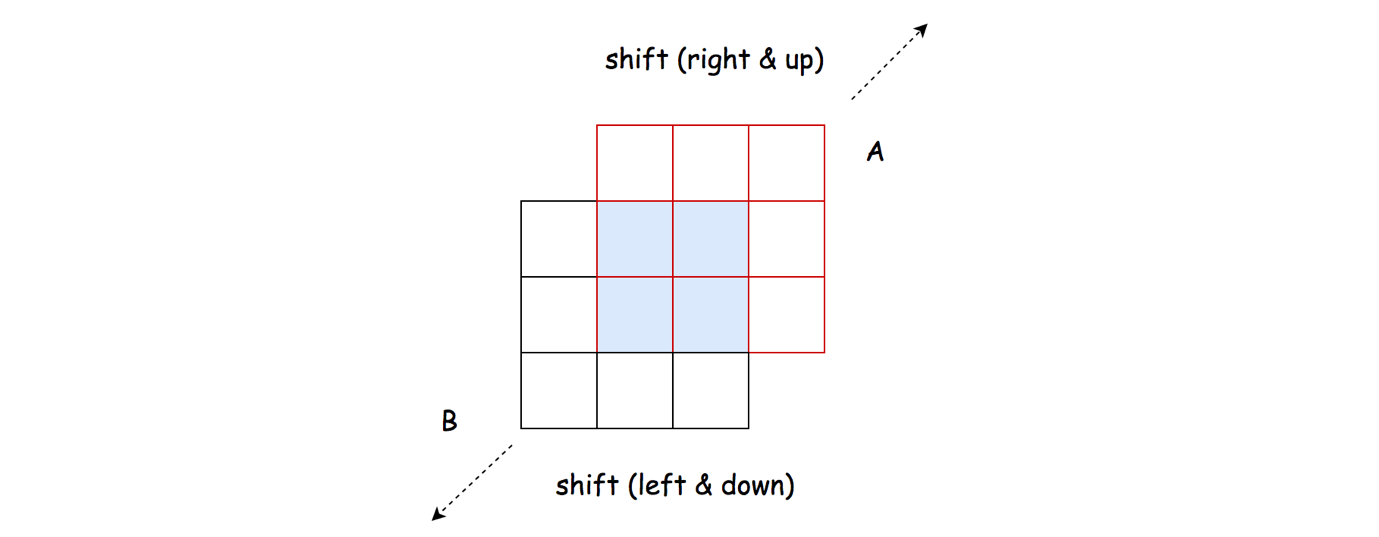 shift (right & up)
A
B
shift (left & down)